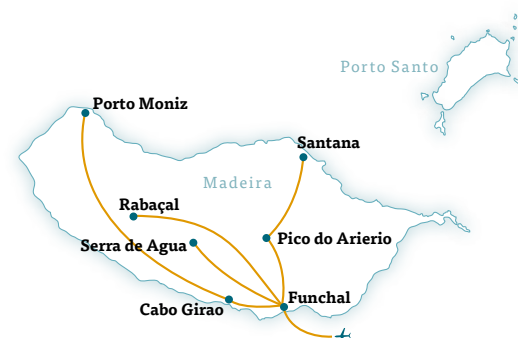 Porto Santo
Porto Moniz
Santana
Madeira
Rabaçal
Pico do Arierio
Serra de Agua
Funchal
Cabo Girao